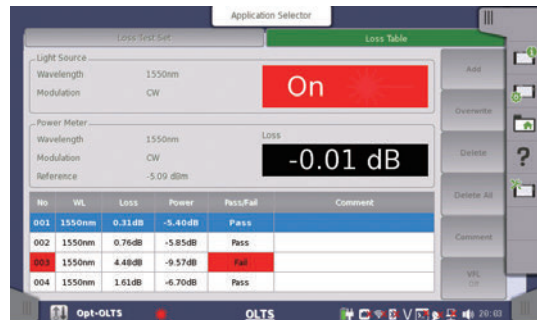 Application Selector
Loss Test Set
Loss Table
Light Source
Wavelength 1550nm
Modulation CW
On
Power Meter
Wavelength 1550nm
Modulation CW
Reference -5.09 dBm
Loss
-0.01 dB
Add
Overwrite
Delete
Delete All
Comment
VFL
Off
?
No WL Loss Power Pass/Fail Comment
001 1550nm 0.31dB -5.40dB Pass
002 1550nm 0.76dB -5.85dB Pass
003 1550nm 4.48dB -9.57dB Fail
004 1550nm 1.61dB -6.70dB Pass
Opt-OLTS
OLTS
V
20:03